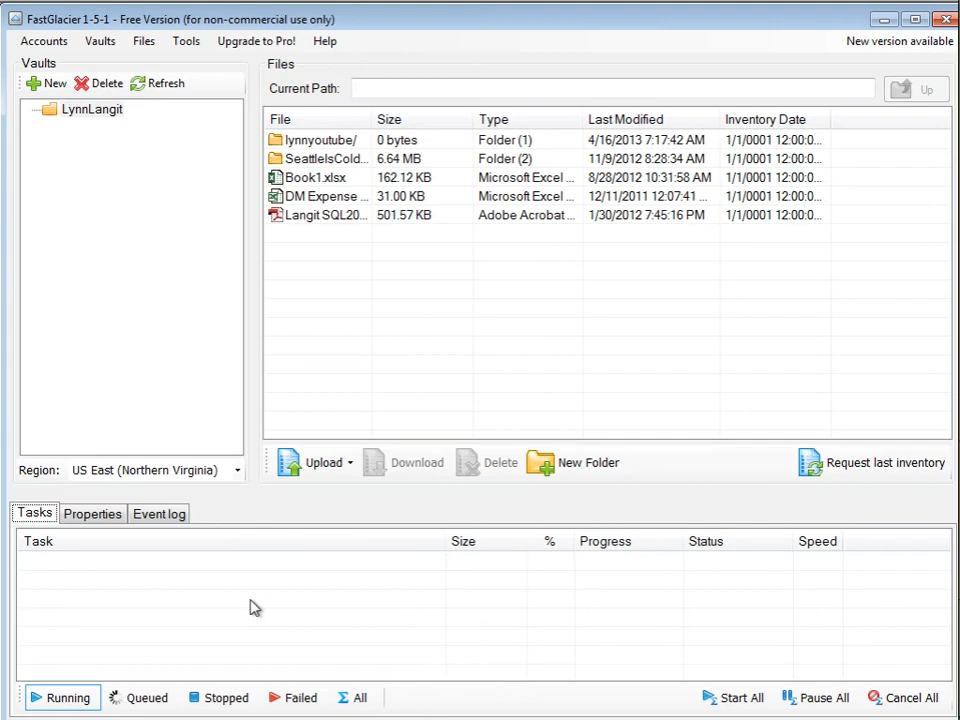 FastGlacier 1-5-1 - Free Version (for non-commercial use only)
Accounts Vaults Files Tools Upgrade to Pro! Help New version available
Vaults
New Delete Refresh
LynnLangit
Region: US East (Northern Virginia)
Files
Current Path: Up
File Size Type Last Modified Inventory Date
lynnyoutube/ 0 bytes Folder (1) 4/16/2013 7:17:42 AM 1/1/0001 12:00:0...
SeattleIsCold... 6.64 MB Folder (2) 11/9/2012 8:28:34 AM 1/1/0001 12:00:0...
Book1.xlsx 162.12 KB Microsoft Excel ... 8/28/2012 10:31:58 AM 1/1/0001 12:00:0...
DM Expense ... 31.00 KB Microsoft Excel ... 12/11/2011 12:07:41 ... 1/1/0001 12:00:0...
Langit SQL20... 501.57 KB Adobe Acrobat ... 1/30/2012 7:45:16 PM 1/1/0001 12:00:0...
Upload Download Delete New Folder Request last inventory
Tasks Properties Event log
Task Size % Progress Status Speed
Running Queued Stopped Failed All Start All Pause All Cancel All